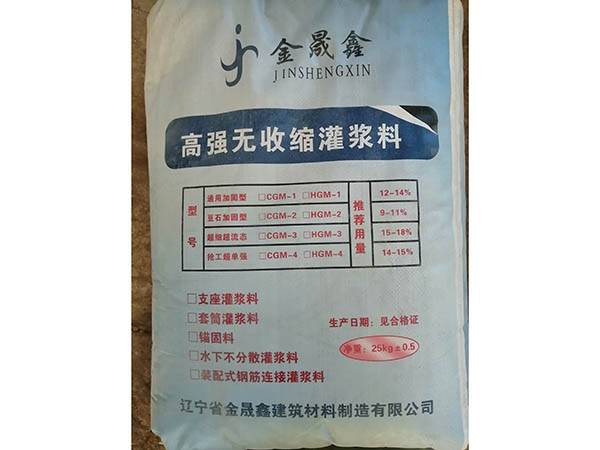 金晟鑫
JINSHENGXIN
高强无收缩灌浆料
型号
通用加固型 □CGM-1 □HGM-1
豆石加固型 □CGM-2 □HGM-2
超细超流态 □CGM-3 □HGM-3
抢工超单强 □CGM-4 □HGM-4
推荐用量
12-14%
9-11%
15-18%
14-15%
□支座灌浆料
□套筒灌浆料
□锚固料
□水下不分散灌浆料
□装配式钢筋连接灌浆料
生产日期：见合格证
净重：25kg±0.5
辽宁省金晟鑫建筑材料制造有限公司